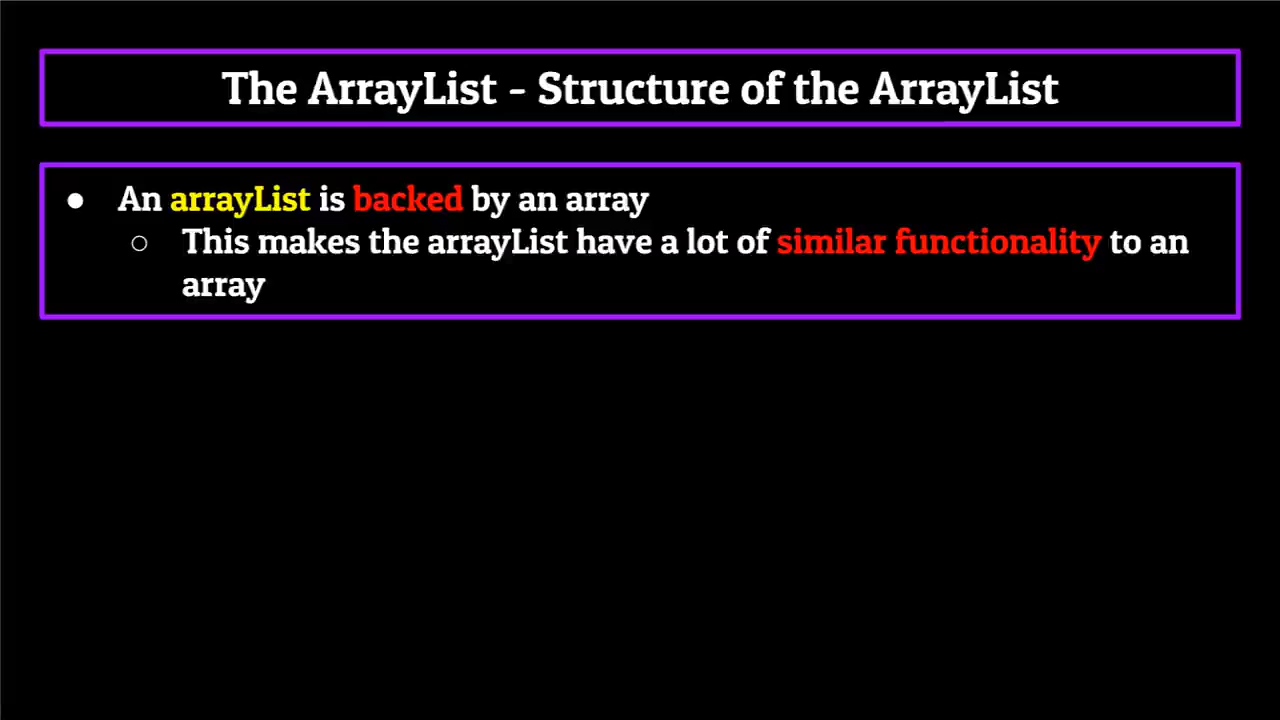 The ArrayList - Structure of the ArrayList
● An arrayList is backed by an array
○ This makes the arrayList have a lot of similar functionality to an
array